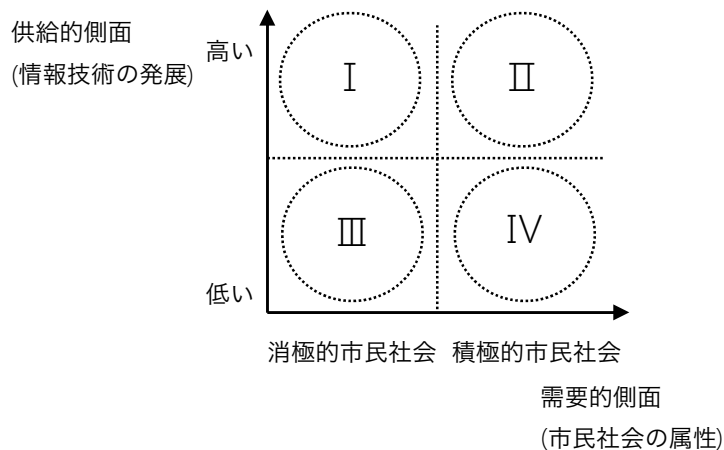 供給的側面
(情報技術の発展)
高い
Ⅰ
Ⅱ
Ⅲ
Ⅳ
低い
消極的市民社会 積極的市民社会
需要的側面
(市民社会の属性)